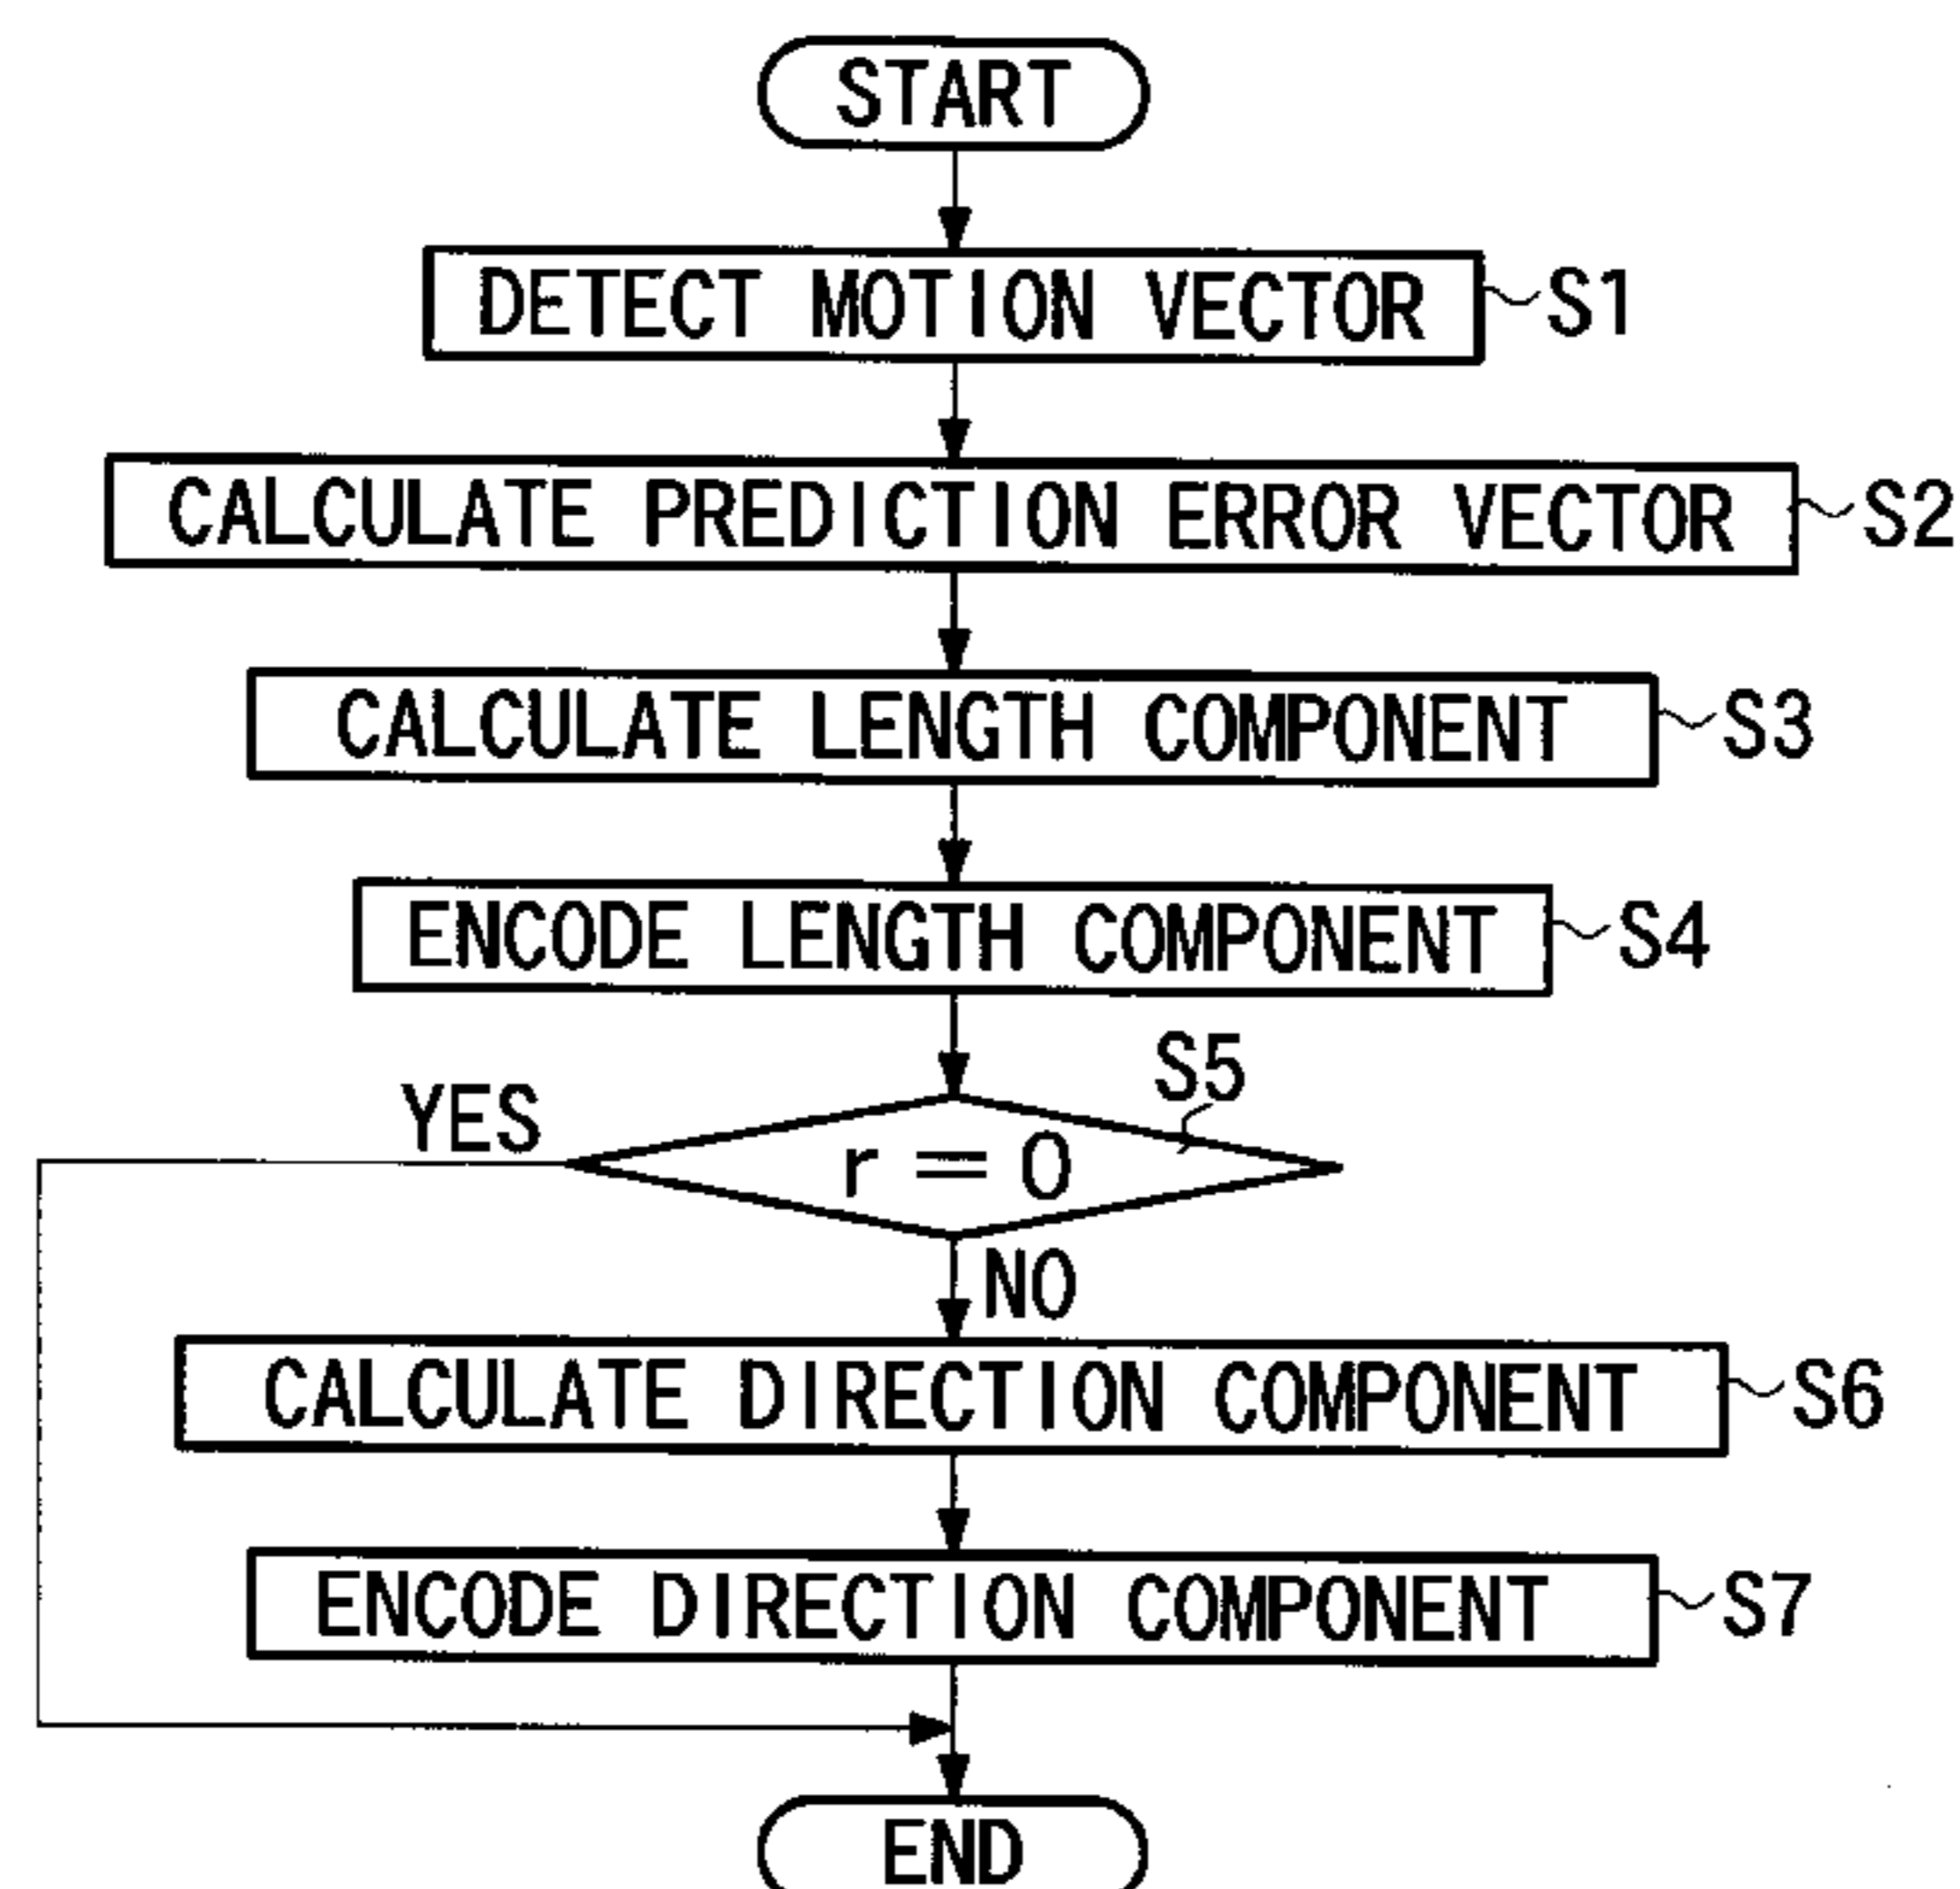 START
DETECT MOTION VECTOR S1
CALCULATE PREDICTION ERROR VECTOR S2
CALCULATE LENGTH COMPONENT S3
ENCODE LENGTH COMPONENT S4
S5
YES
r = 0
NO
CALCULATE DIRECTION COMPONENT S6
ENCODE DIRECTION COMPONENT S7
END